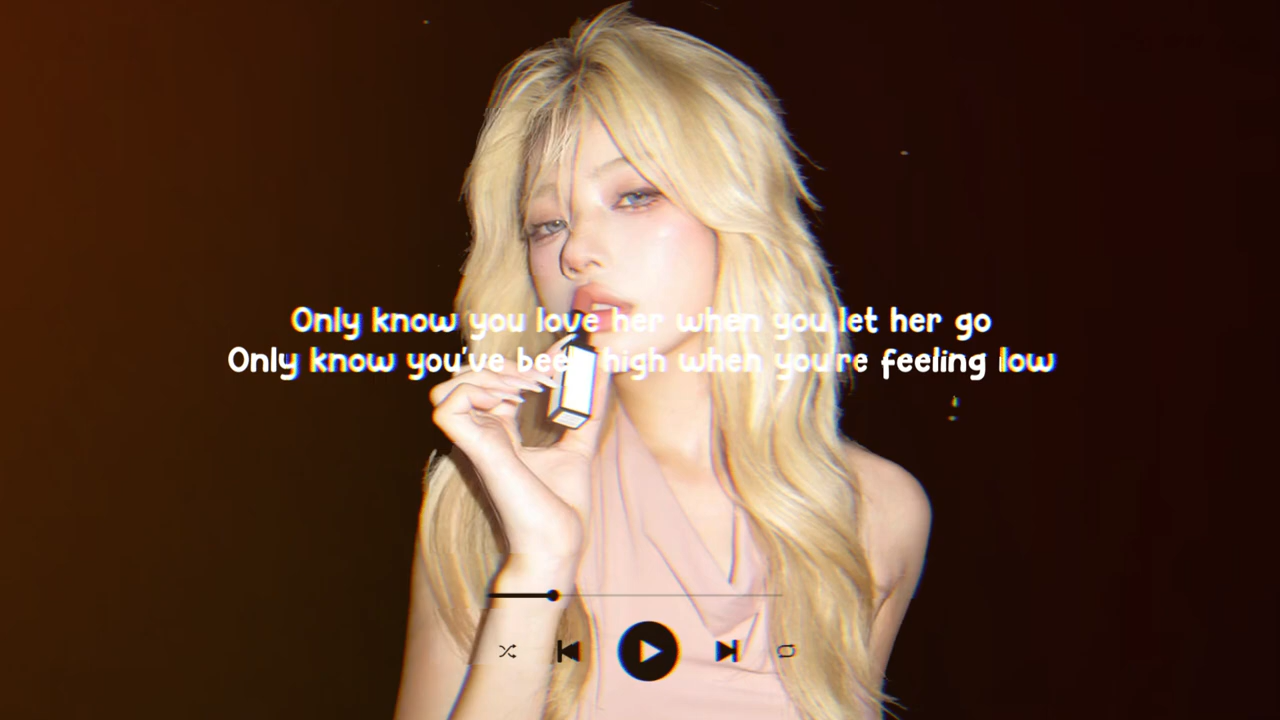 Only know you love her when you let her go
Only know you've been high when you're feeling low